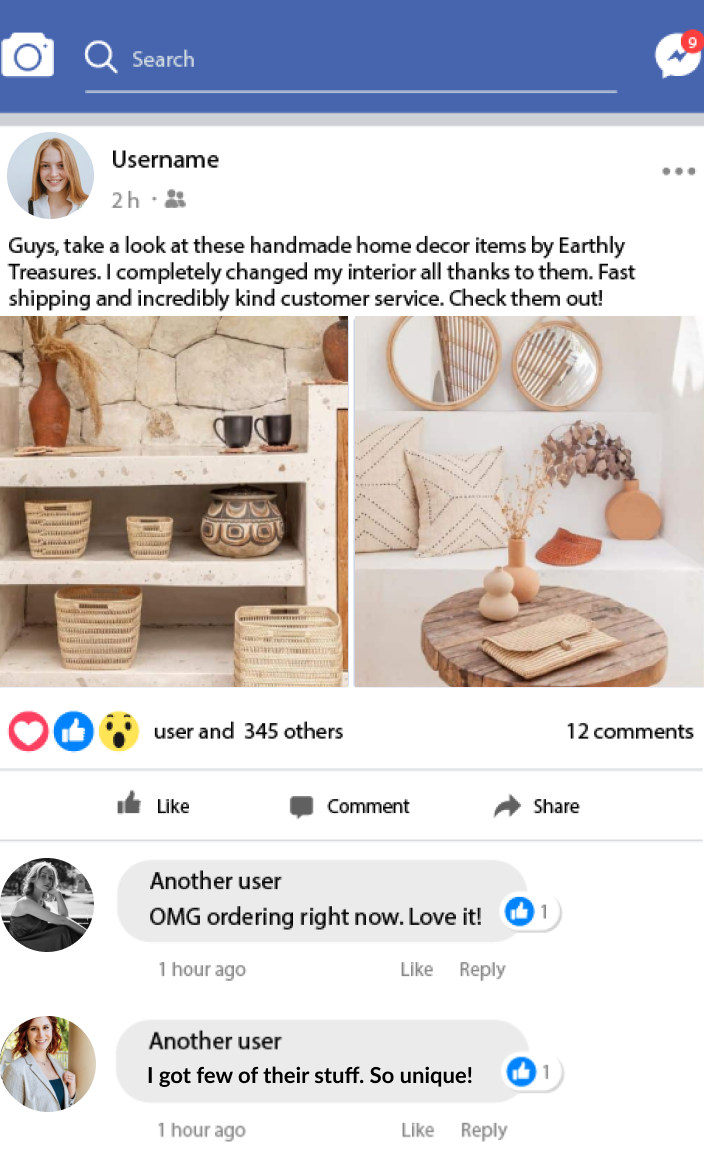 Search
9
Username
2 h ·
Guys, take a look at these handmade home decor items by Earthly
Treasures. I completely changed my interior all thanks to them. Fast
shipping and incredibly kind customer service. Check them out!
user and 345 others
12 comments
Like
Comment
Share
Another user
OMG ordering right now. Love it!
1
1 hour ago
Like
Reply
Another user
I got few of their stuff. So unique!
1
1 hour ago
Like
Reply